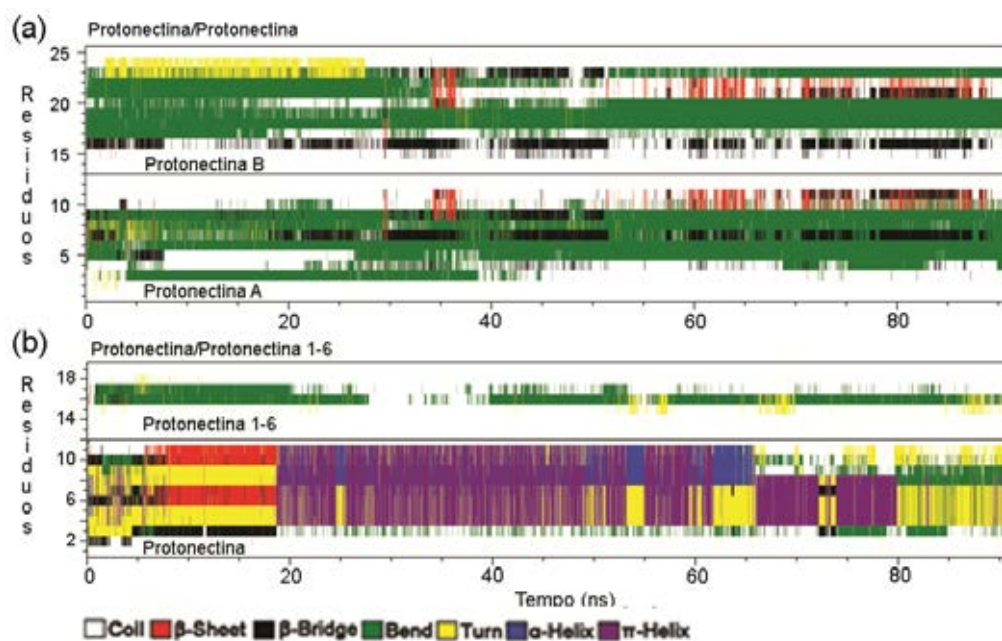 (a)
Protonectina/Protonectina
25
20
15
10
5
Resíduos
Protonectina B
Protonectina A
0 20 40 60 80
(b)
Protonectina/Protonectina 1-6
18
14
10
6
2
Resíduos
Protonectina 1-6
Protonectina
0 20 40 60 80
Tempo (ns)
Coil β-Sheet β-Bridge Bend Turn α-Helix π-Helix